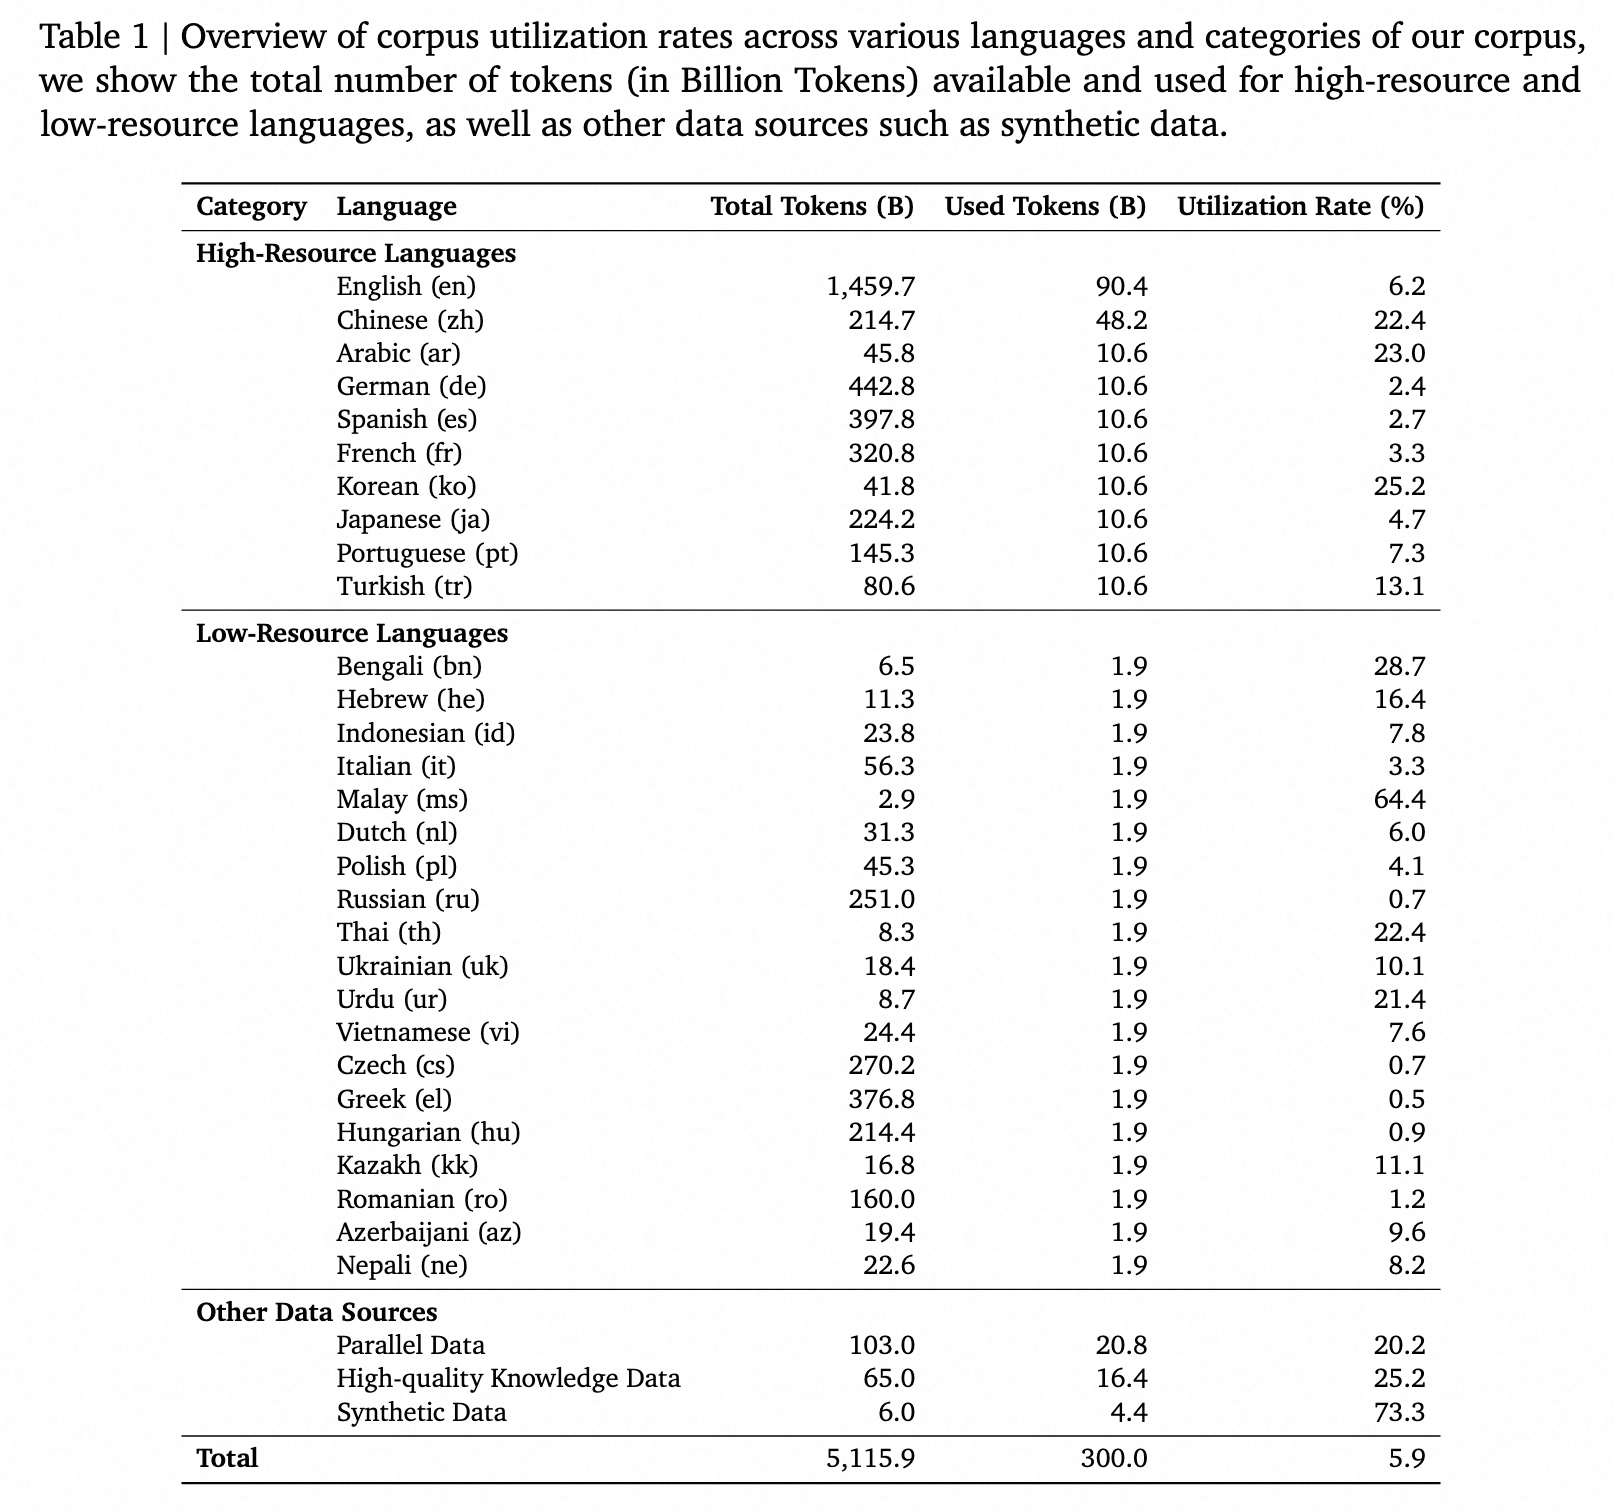 Table 1 | Overview of corpus utilization rates across various languages and categories of our corpus,
we show the total number of tokens (in Billion Tokens) available and used for high-resource and
low-resource languages, as well as other data sources such as synthetic data.
Category Language Total Tokens (B) Used Tokens (B) Utilization Rate (%)
High-Resource Languages
English (en) 1,459.7 90.4 6.2
Chinese (zh) 214.7 48.2 22.4
Arabic (ar) 45.8 10.6 23.0
German (de) 442.8 10.6 2.4
Spanish (es) 397.8 10.6 2.7
French (fr) 320.8 10.6 3.3
Korean (ko) 41.8 10.6 25.2
Japanese (ja) 224.2 10.6 4.7
Portuguese (pt) 145.3 10.6 7.3
Turkish (tr) 80.6 10.6 13.1
Low-Resource Languages
Bengali (bn) 6.5 1.9 28.7
Hebrew (he) 11.3 1.9 16.4
Indonesian (id) 23.8 1.9 7.8
Italian (it) 56.3 1.9 3.3
Malay (ms) 2.9 1.9 64.4
Dutch (nl) 31.3 1.9 6.0
Polish (pl) 45.3 1.9 4.1
Russian (ru) 251.0 1.9 0.7
Thai (th) 8.3 1.9 22.4
Ukrainian (uk) 18.4 1.9 10.1
Urdu (ur) 8.7 1.9 21.4
Vietnamese (vi) 24.4 1.9 7.6
Czech (cs) 270.2 1.9 0.7
Greek (el) 376.8 1.9 0.5
Hungarian (hu) 214.4 1.9 0.9
Kazakh (kk) 16.8 1.9 11.1
Romanian (ro) 160.0 1.9 1.2
Azerbaijani (az) 19.4 1.9 9.6
Nepali (ne) 22.6 1.9 8.2
Other Data Sources
Parallel Data 103.0 20.8 20.2
High-quality Knowledge Data 65.0 16.4 25.2
Synthetic Data 6.0 4.4 73.3
Total 5,115.9 300.0 5.9